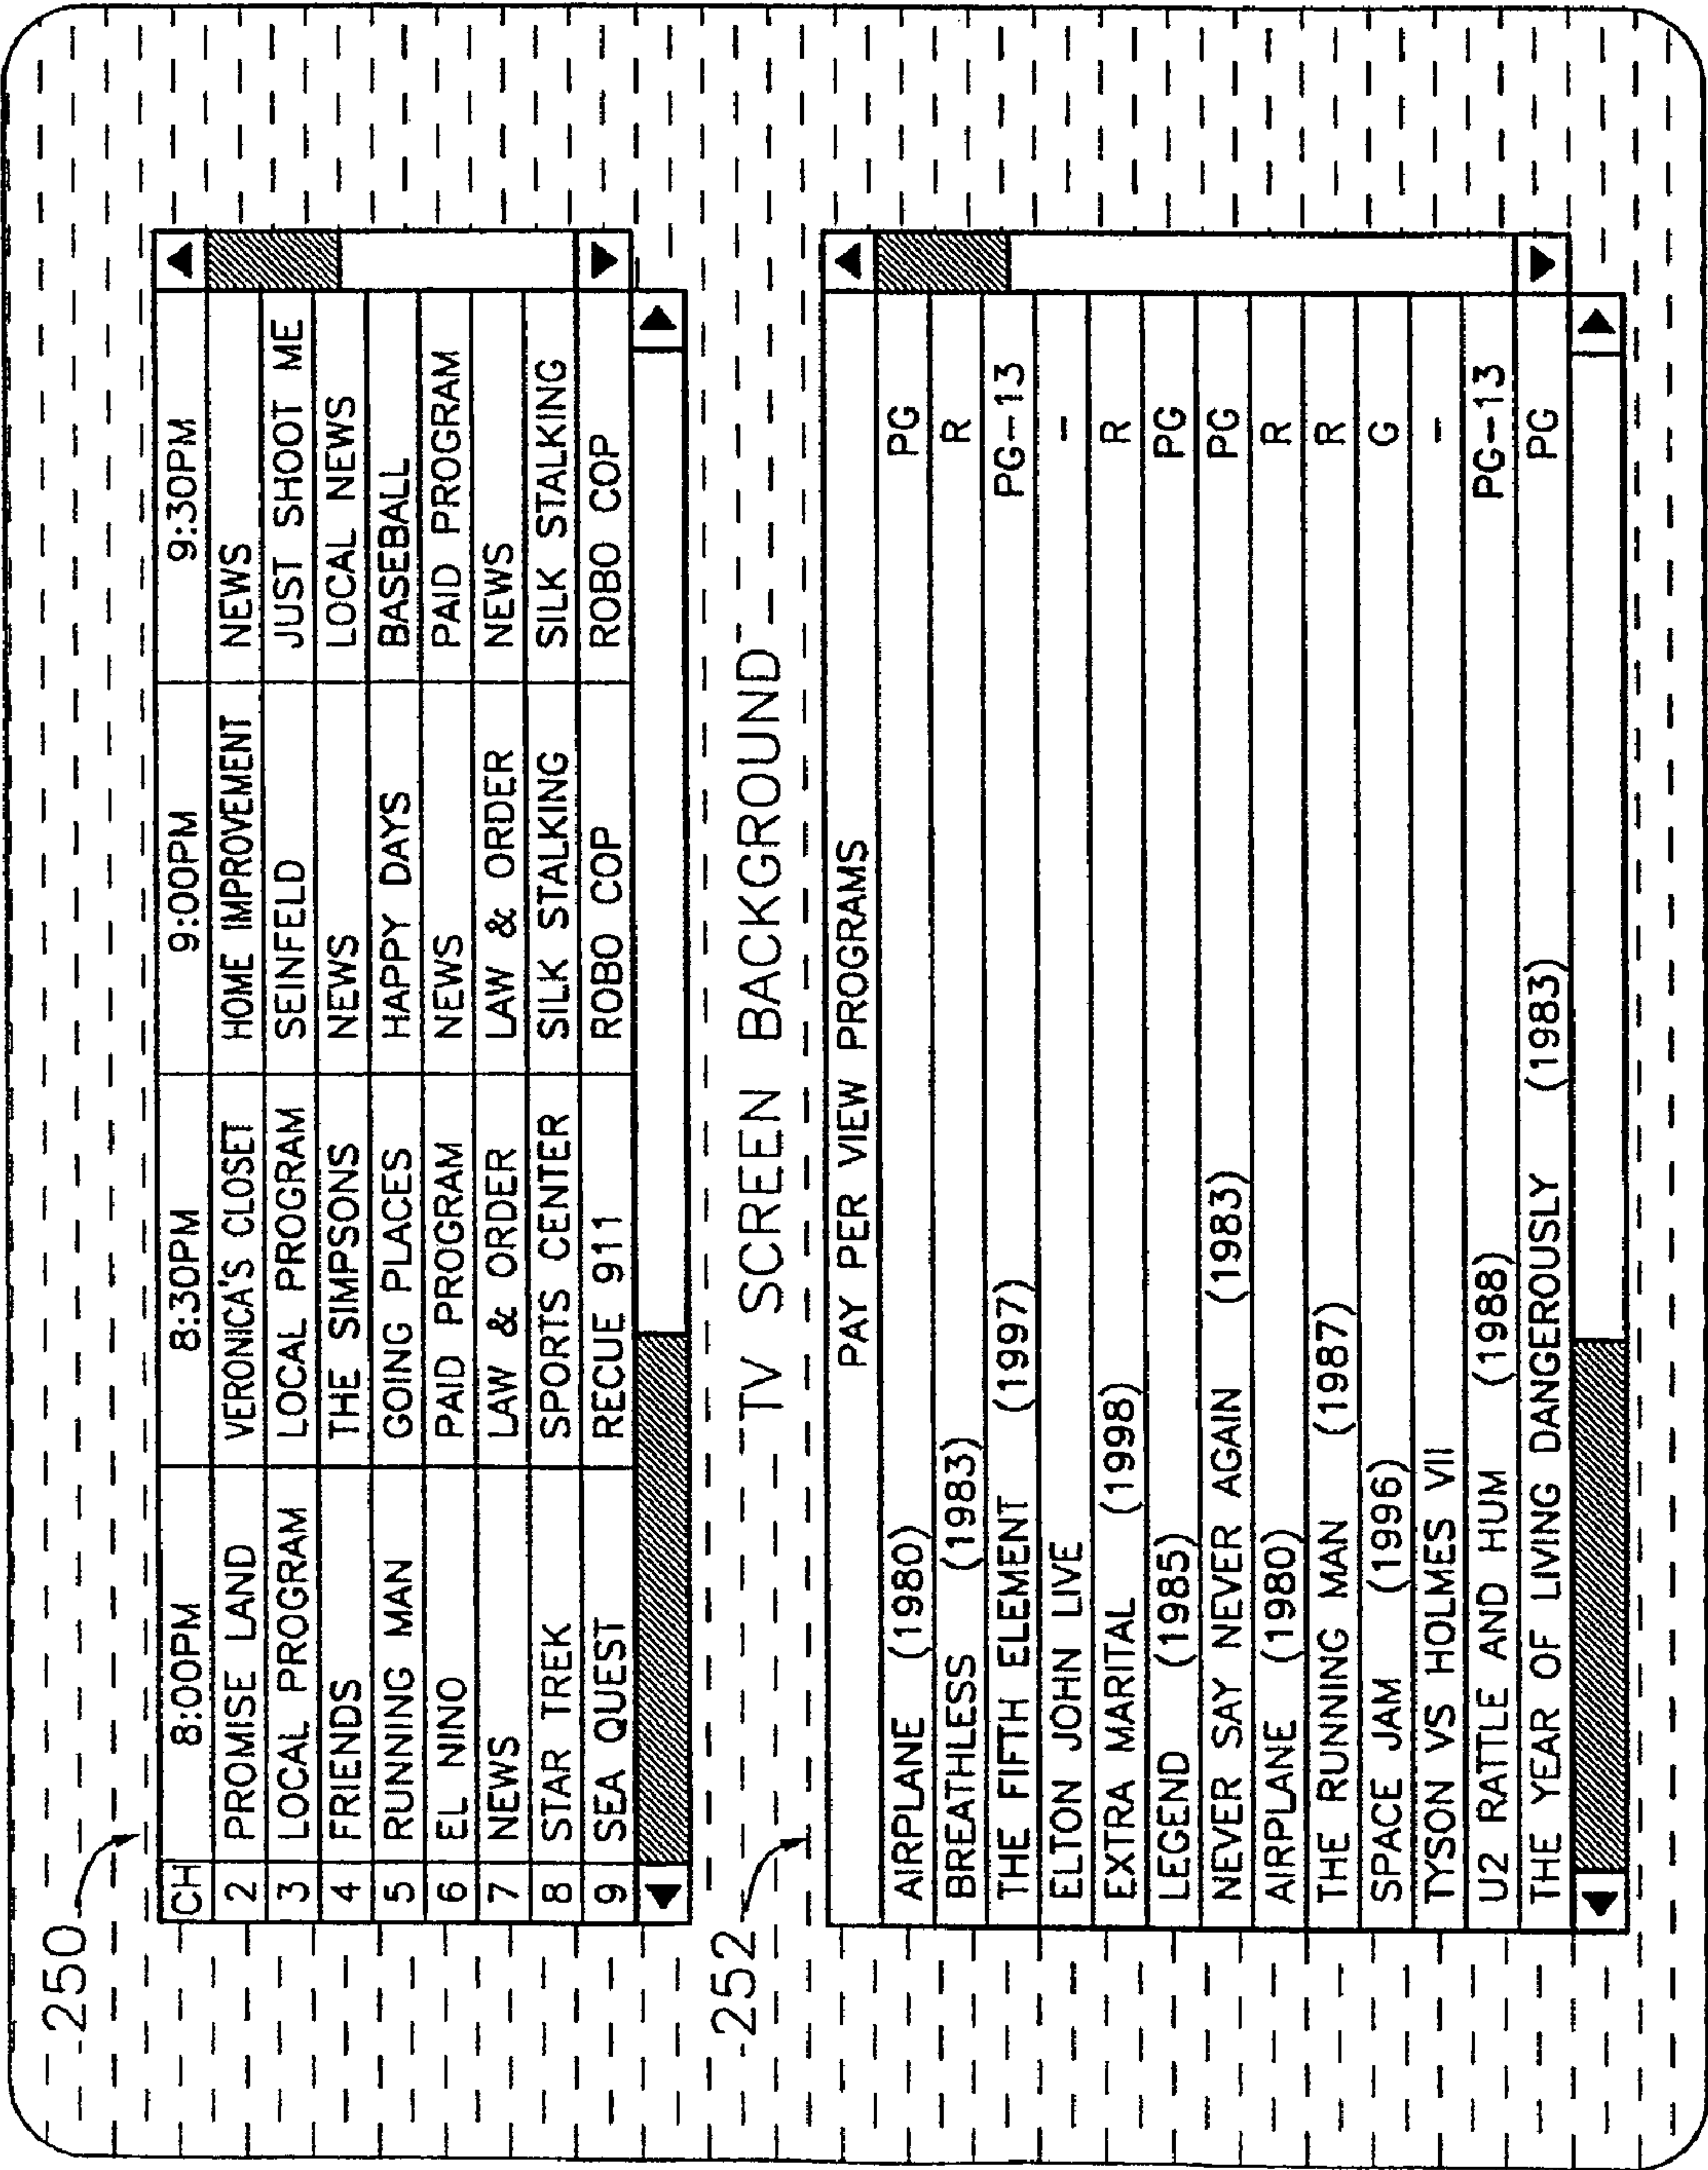 250
CH 8:00PM 8:30PM 9:00PM 9:30PM
2 PROMISE LAND VERONICA'S CLOSET HOME IMPROVEMENT NEWS
3 LOCAL PROGRAM LOCAL PROGRAM SEINFELD JUST SHOOT ME
4 FRIENDS THE SIMPSONS NEWS LOCAL NEWS
5 RUNNING MAN GOING PLACES HAPPY DAYS BASEBALL
6 EL NINO PAID PROGRAM NEWS PAID PROGRAM
7 NEWS LAW & ORDER LAW & ORDER NEWS
8 STAR TREK SPORTS CENTER SILK STALKING SILK STALKING
9 SEA QUEST RECUE 911 ROBO COP ROBO COP
252
TV SCREEN BACKGROUND
PAY PER VIEW PROGRAMS
AIRPLANE (1980) PG
BREATHLESS (1983) R
THE FIFTH ELEMENT (1997) PG-13
ELTON JOHN LIVE -
EXTRA MARITAL (1998) R
LEGEND (1985) PG
NEVER SAY NEVER AGAIN (1983) PG
AIRPLANE (1980) R
THE RUNNING MAN (1987) R
SPACE JAM (1996) G
TYSON VS HOLMES VII -
U2 RATTLE AND HUM (1988) PG-13
THE YEAR OF LIVING DANGEROUSLY (1983) PG